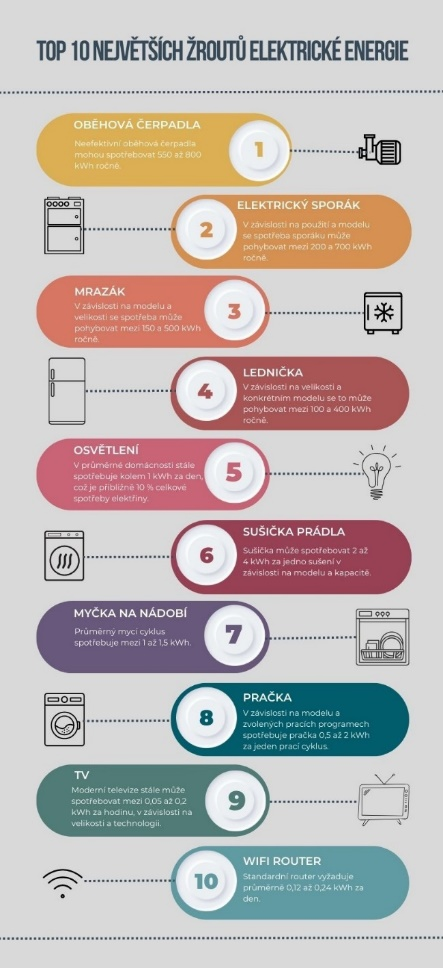 TOP 10 NEJVĚTŠÍCH ŽROUTŮ ELEKTRICKÉ ENERGIE
OBĚHOVÁ ČERPADLA
Neefektivní oběhová čerpadla
mohou spotřebovat 550 až 800
kWh ročně.
1
ELEKTRICKÝ SPORÁK
2
V závislosti na použití a modelu
se spotřeba sporáku může
pohybovat mezi 200 a 700 kWh
ročně.
MRAZÁK
V závislosti na modelu a
velikosti se spotřeba může
pohybovat mezi 150 a 500 kWh
ročně.
3
LEDNIČKA
4
V závislosti na velikosti a
konkrétním modelu se to může
pohybovat mezi 100 a 400 kWh
ročně.
OSVĚTLENÍ
V průměrné domácnosti stále
spotřebuje kolem 1 kWh za den,
což je přibližně 10 % celkové
spotřeby elektřiny.
5
SUŠIČKA PRÁDLA
6
Sušička může spotřebovat 2 až
4 kWh za jedno sušení v
závislosti na modelu a kapacitě.
MYČKA NA NÁDOBÍ
Průměrný mycí cyklus
spotřebuje mezi 1 až 1,5 kWh.
7
PRAČKA
8
V závislosti na modelu a
zvolených pracích programech
spotřebuje pračka 0,5 až 2 kWh
za jeden prací cyklus.
TV
Moderní televize stále může
spotřebovat mezi 0,05 až 0,2
kWh za hodinu, v závislosti na
velikosti a technologii.
9
WIFI ROUTER
10
Standardní router vyžaduje
průměrně 0,12 až 0,24 kWh za
den.